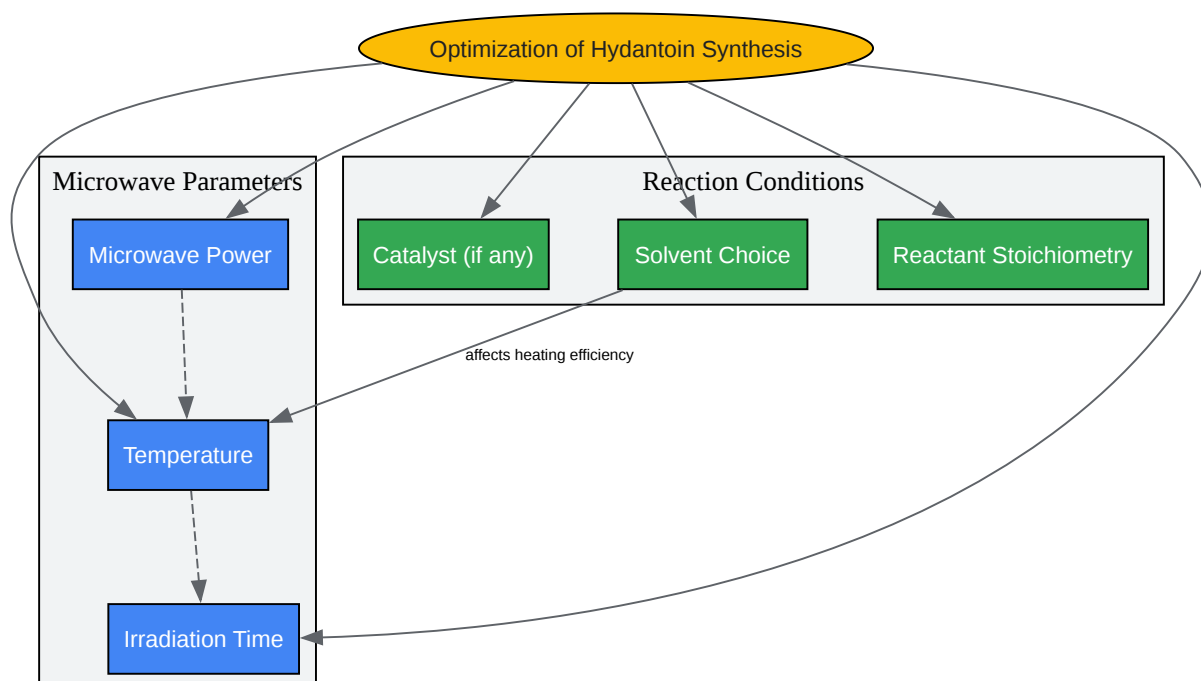 Optimization of Hydantoin Synthesis
Microwave Parameters
Reaction Conditions
Microwave Power
Catalyst (if any)
Solvent Choice
Reactant Stoichiometry
affects heating efficiency
Temperature
Irradiation Time